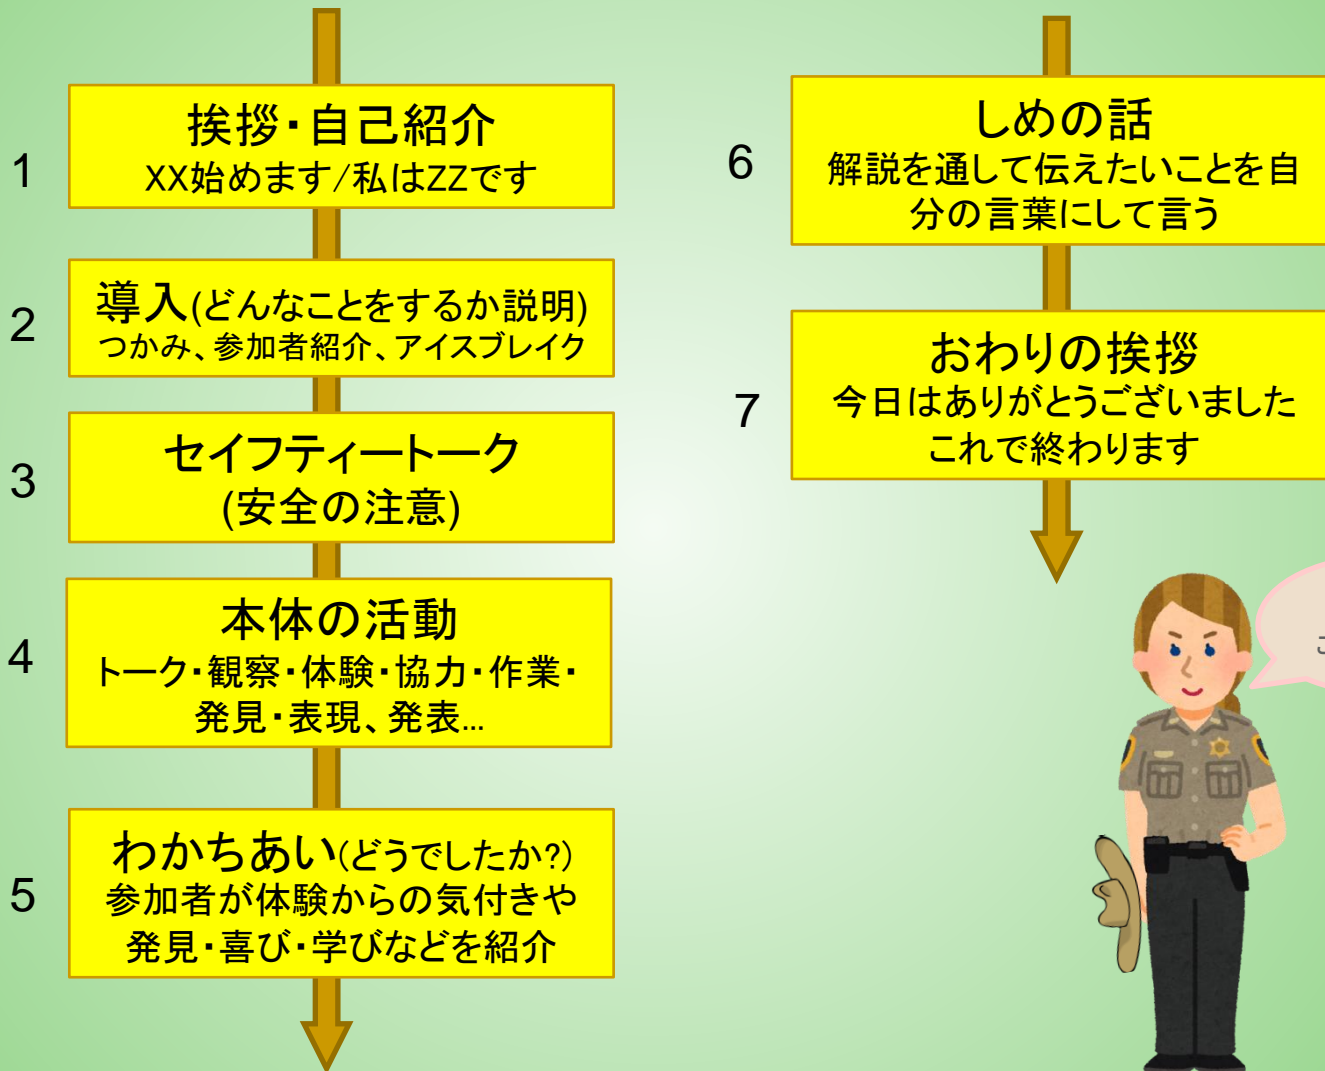 1
挨拶・自己紹介
XX始めます/私はZZです
2
導入(どんなことをするか説明)
つかみ、参加者紹介、アイスブレイク
3
セイフティートーク
(安全の注意)
4
本体の活動
トーク・観察・体験・協力・作業・
発見・表現、発表...
5
わかちあい(どうでしたか?)
参加者が体験からの気付きや
発見・喜び・学びなどを紹介
6
しめの話
解説を通して伝えたいことを自
分の言葉にして言う
7
おわりの挨拶
今日はありがとうございました
これで終わります